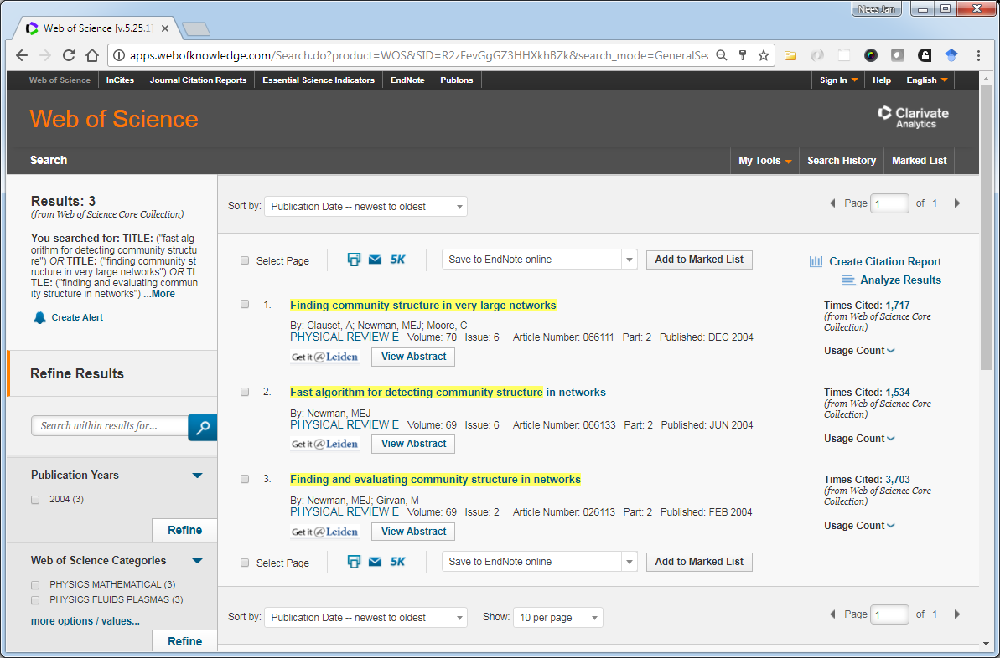 Nees Jan
Web of Science [v.5.25.1]
apps.webofknowledge.com/Search.do?product=WOS&SID=R2zFevGgGZ3HHXkhBZk&search_mode=GeneralSea
Web of Science InCites Journal Citation Reports Essential Science Indicators EndNote Publons Sign In Help English
Web of Science
Clarivate
Analytics
Search My Tools Search History Marked List
Results: 3
(from Web of Science Core Collection)
You searched for: TITLE: ("fast alg
orithm for detecting community structu
re") OR TITLE: ("finding community st
ructure in very large networks") OR TI
TLE: ("finding and evaluating commun
ity structure in networks") ...More
Create Alert
Refine Results
Search within results for...
Publication Years
2004 (3)
Refine
Web of Science Categories
PHYSICS MATHEMATICAL (3)
PHYSICS FLUIDS PLASMAS (3)
more options / values...
Refine
Sort by: Publication Date -- newest to oldest
Page 1 of 1
Select Page 5K Save to EndNote online Add to Marked List
Create Citation Report
Analyze Results
1. Finding community structure in very large networks
By: Clauset, A; Newman, MEJ; Moore, C
PHYSICAL REVIEW E Volume: 70 Issue: 6 Article Number: 066111 Part: 2 Published: DEC 2004
Get it @ Leiden View Abstract
Times Cited: 1,717
(from Web of Science Core
Collection)
Usage Count
2. Fast algorithm for detecting community structure in networks
By: Newman, MEJ
PHYSICAL REVIEW E Volume: 69 Issue: 6 Article Number: 066133 Part: 2 Published: JUN 2004
Get it @ Leiden View Abstract
Times Cited: 1,534
(from Web of Science Core
Collection)
Usage Count
3. Finding and evaluating community structure in networks
By: Newman, MEJ; Girvan, M
PHYSICAL REVIEW E Volume: 69 Issue: 2 Article Number: 026113 Part: 2 Published: FEB 2004
Get it @ Leiden View Abstract
Times Cited: 3,703
(from Web of Science Core
Collection)
Usage Count
Select Page 5K Save to EndNote online Add to Marked List
Sort by: Publication Date -- newest to oldest Show: 10 per page
Page 1 of 1